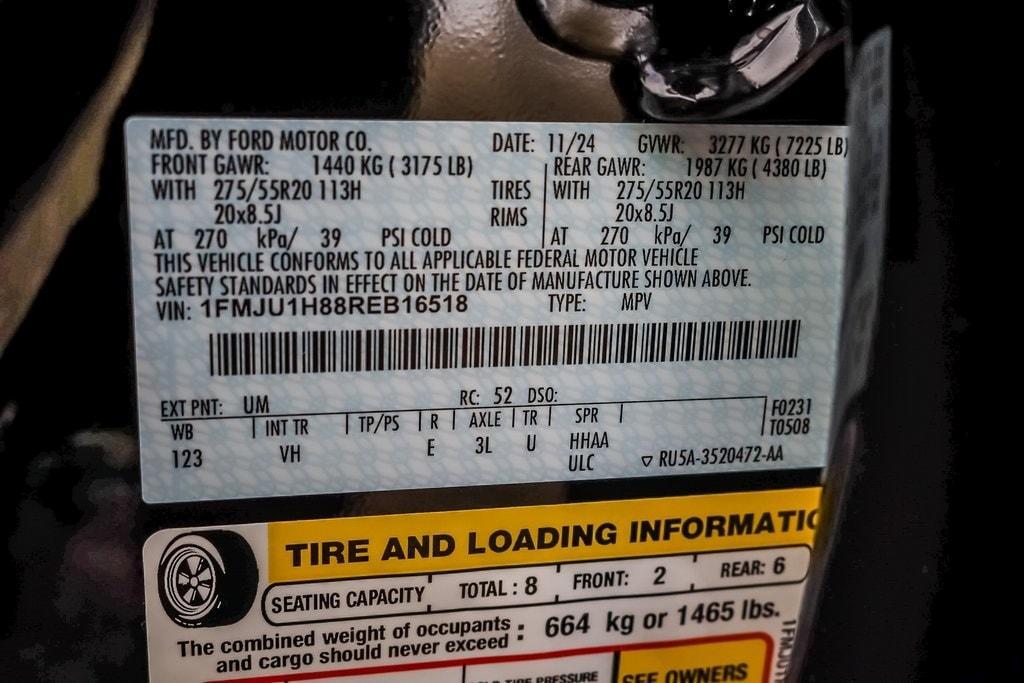 MFD. BY FORD MOTOR CO. DATE: 11/24 GVWR: 3277 KG ( 7225 LB)
FRONT GAWR: 1440 KG ( 3175 LB) REAR GAWR: 1987 KG ( 4380 LB)
WITH 275/55R20 113H TIRES WITH 275/55R20 113H
20x8.5J RIMS 20x8.5J
AT 270 kPa/ 39 PSI COLD AT 270 kPa/ 39 PSI COLD
THIS VEHICLE CONFORMS TO ALL APPLICABLE FEDERAL MOTOR VEHICLE
SAFETY STANDARDS IN EFFECT ON THE DATE OF MANUFACTURE SHOWN ABOVE.
VIN: 1FMJU1H88REB16518 TYPE: MPV
EXT PNT: UM RC: 52 DSO:
WB INT TR TP/PS R AXLE TR SPR F0231
T0508
123 VH E 3L U HHAA
ULC RU5A-3520472-AA
TIRE AND LOADING INFORMATIO
SEATING CAPACITY TOTAL : 8 FRONT: 2 REAR: 6
The combined weight of occupants
and cargo should never exceed : 664 kg or 1465 lbs.
TIRE PRESSURE
SEE OWNERS